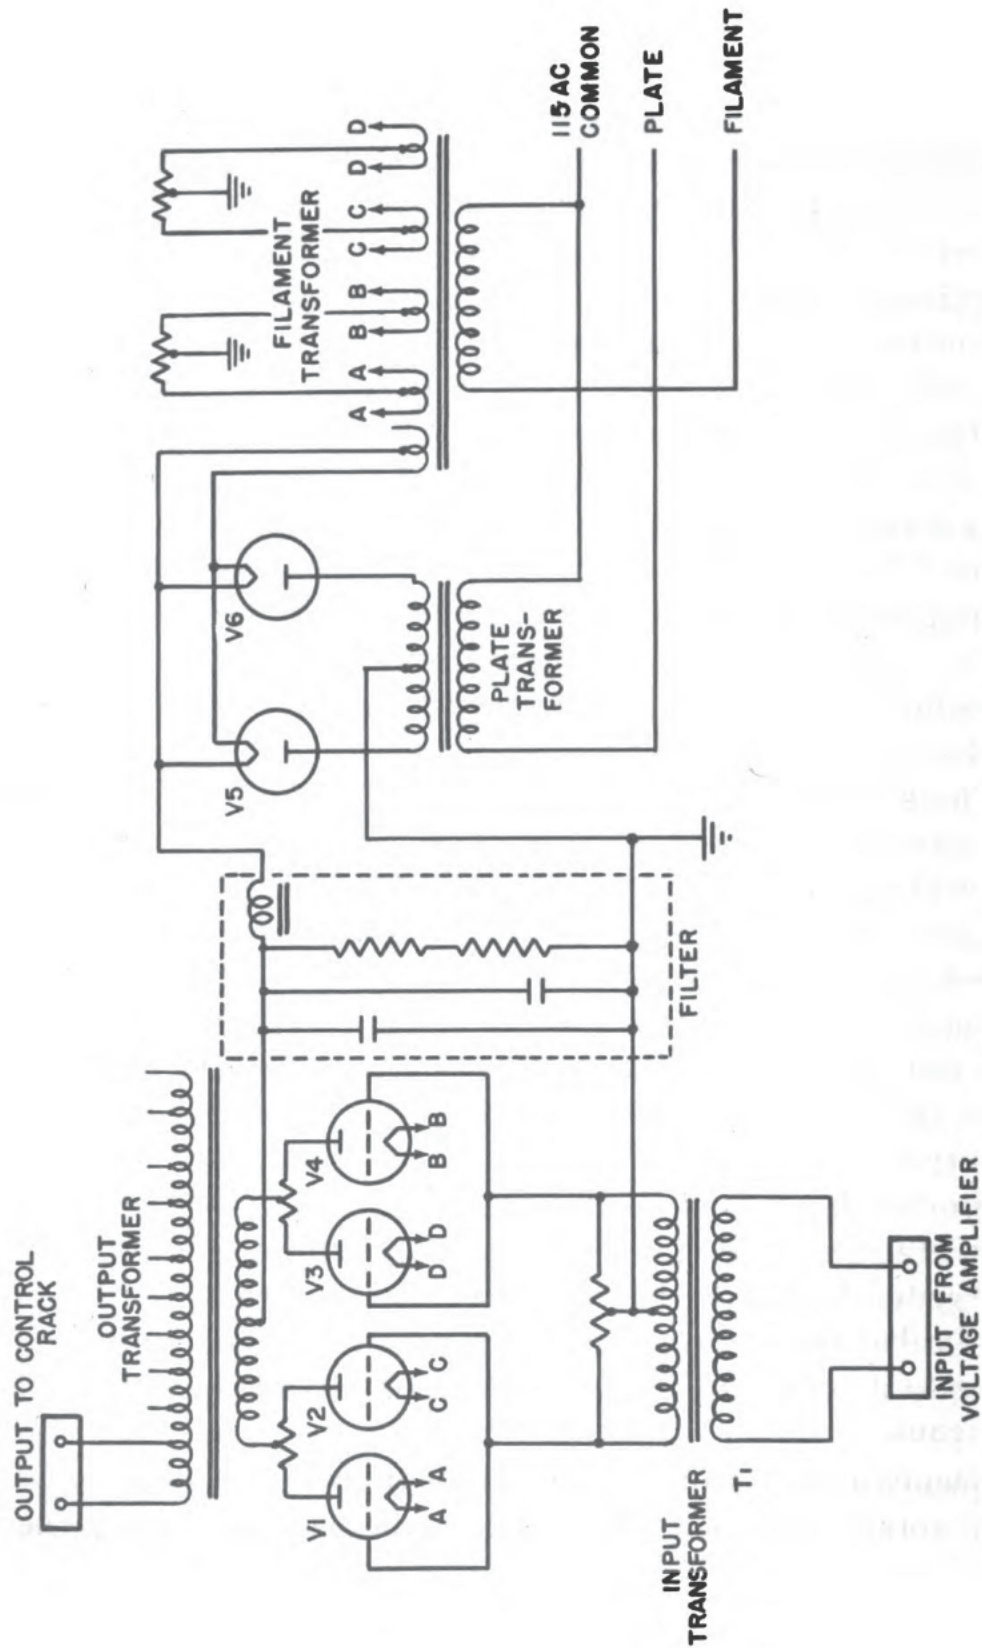 OUTPUT TO CONTROL
RACK
OUTPUT
TRANSFORMER
V1
V2
V3
V4
A
A
C
C
D
D
B
B
INPUT
TRANSFORMER
T1
INPUT FROM
VOLTAGE AMPLIFIER
FILTER
V5
V6
PLATE
TRANS-
FORMER
FILAMENT
TRANSFORMER
A
A
B
B
C
C
D
D
115 AC
COMMON
PLATE
FILAMENT